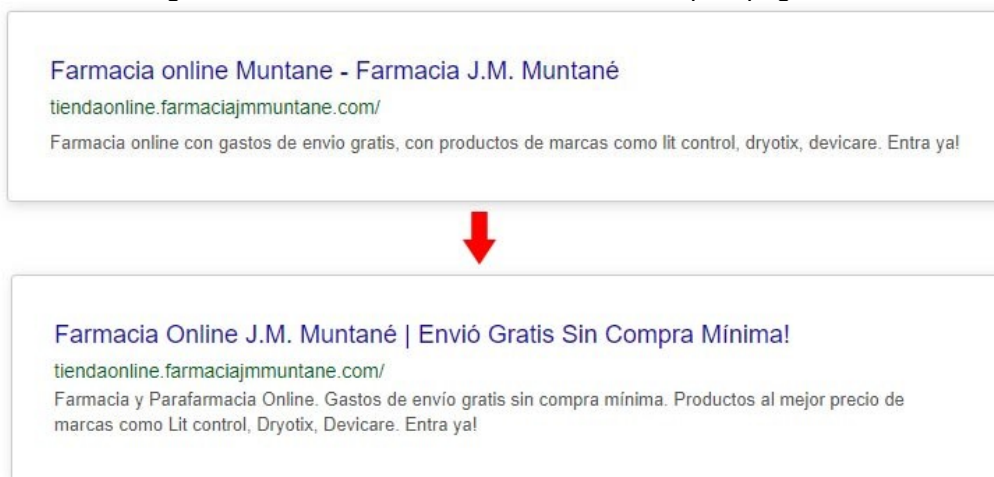 Farmacia online Muntane - Farmacia J.M. Muntané
tiendaonline.farmaciajmmuntane.com/
Farmacia online con gastos de envio gratis, con productos de marcas como lit control, dryotix, devicare. Entra ya!
Farmacia Online J.M. Muntané | Envió Gratis Sin Compra Mínima!
tiendaonline.farmaciajmmuntane.com/
Farmacia y Parafarmacia Online. Gastos de envío gratis sin compra mínima. Productos al mejor precio de
marcas como Lit control, Dryotix, Devicare. Entra ya!